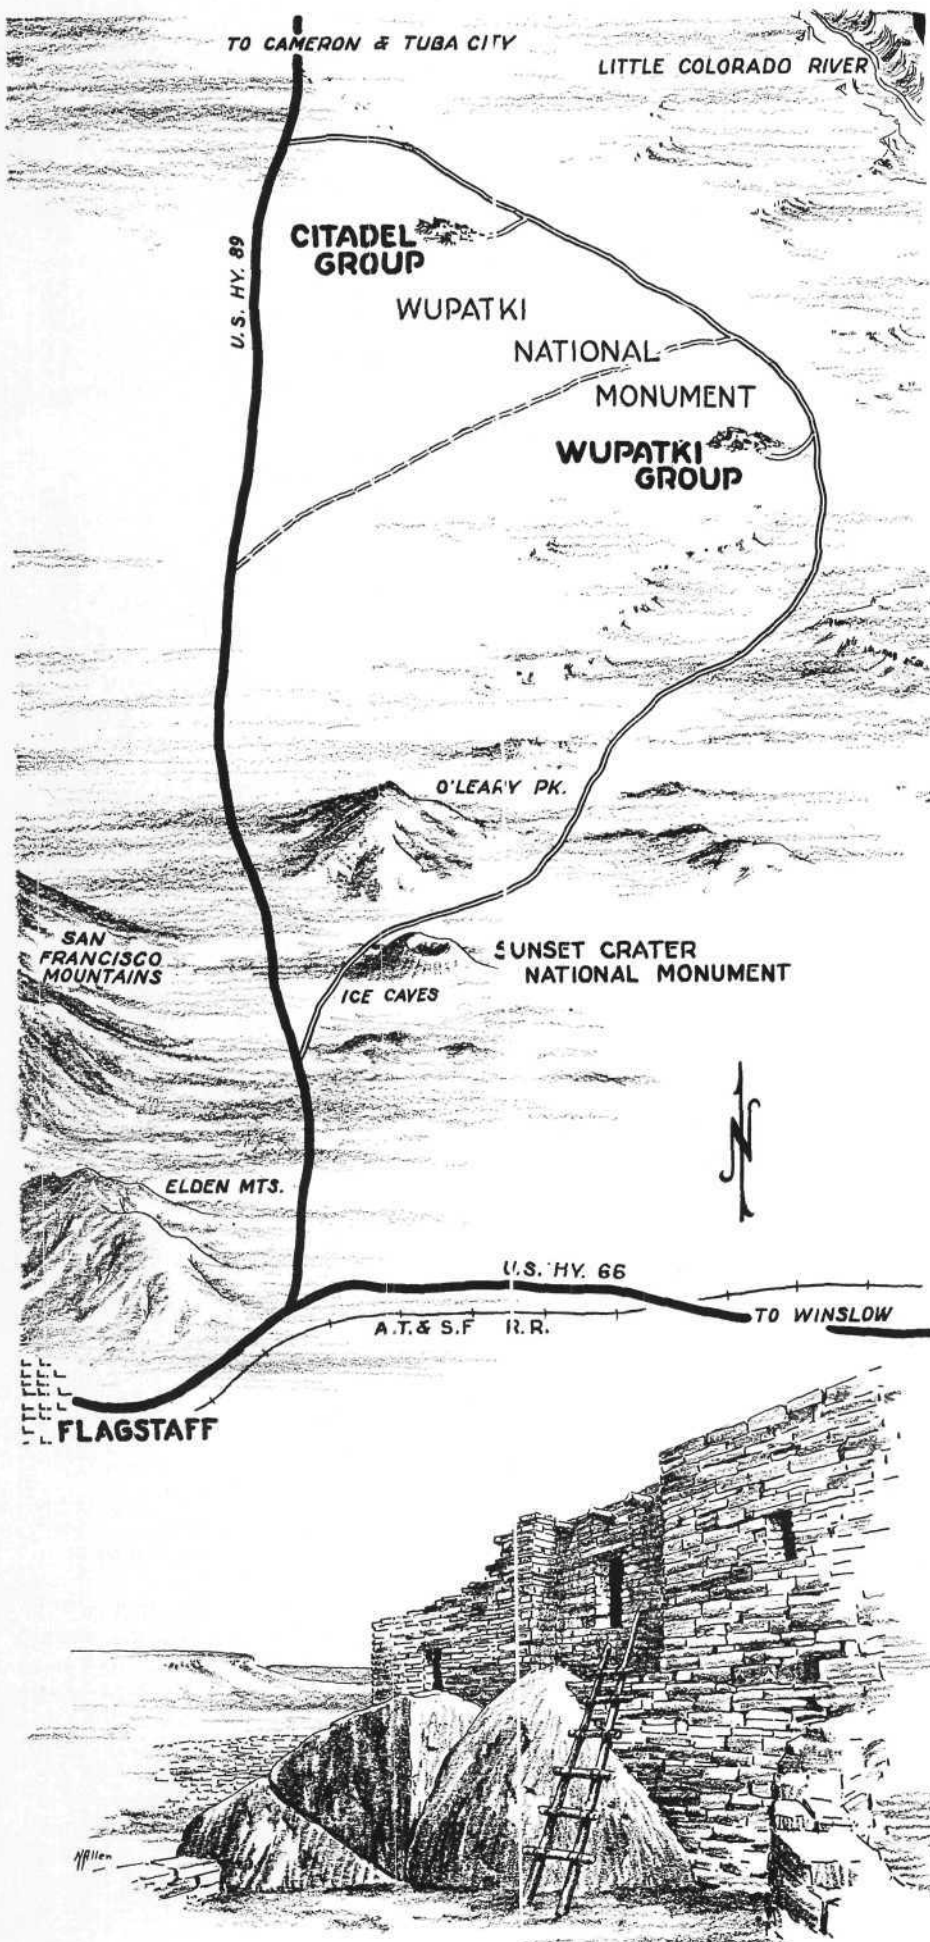 TO CAMERON & TUBA CITY
LITTLE COLORADO RIVER
U.S. HY. 89
CITADEL
GROUP
WUPATKI
NATIONAL
MONUMENT
WUPATKI
GROUP
O'LEARY PK.
SAN
FRANCISCO
MOUNTAINS
SUNSET CRATER
NATIONAL MONUMENT
ICE CAVES
N
ELDEN MTS.
U.S. HY. 66
TO WINSLOW
A.T. & S.F R.R.
FLAGSTAFF
NAllen